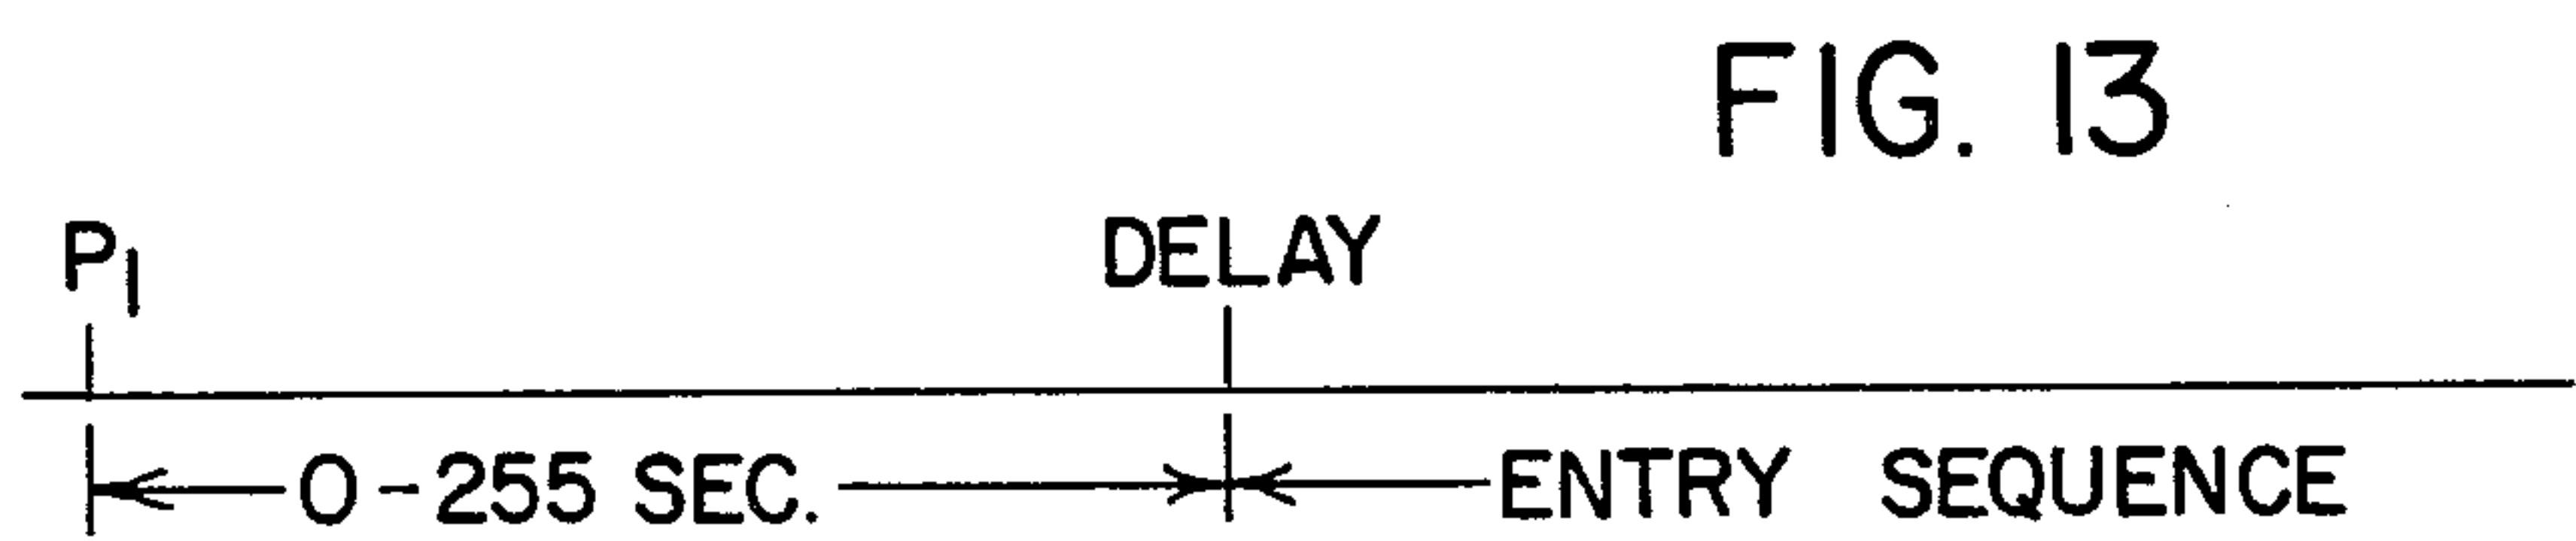 FIG. 13
P1 DELAY
0-255 SEC. ENTRY SEQUENCE